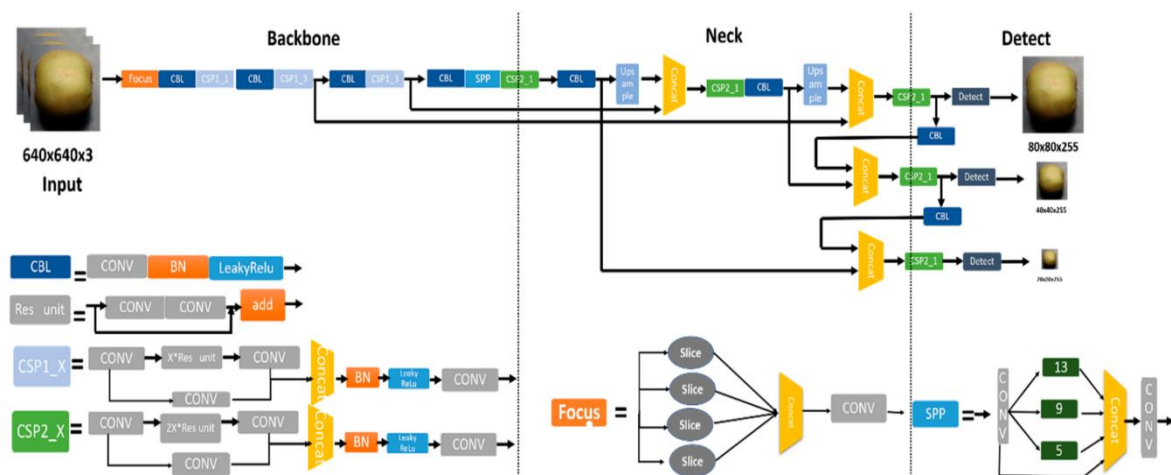 Backbone
Neck
Detect
Focus CBL CSP1_1 CBL CSP1_3 CBL CSP1_3 CBL SPP CSP2_1 CBL
Ups
am
ple
Concat
CSP2_1 CBL
Ups
am
ple
Concat
CSP2_1 Detect
80x80x255
CBL
640x640x3
Input
Concat
CSP2_1 Detect
40x40x255
CBL
Concat
CSP2_1 Detect
20x20x255
CBL = CONV BN LeakyRelu
Res unit = CONV CONV add
CSP1_X = CONV X*Res unit CONV
CONV
Concat
BN
Leaky
ReLu
CONV
CSP2_X = CONV 2X*Res unit CONV
CONV
Concat
BN
Leaky
ReLu
CONV
Focus =
Slice
Slice
Slice
Slice
Concat
CONV
SPP =
CONV
13
9
5
Concat
CONV